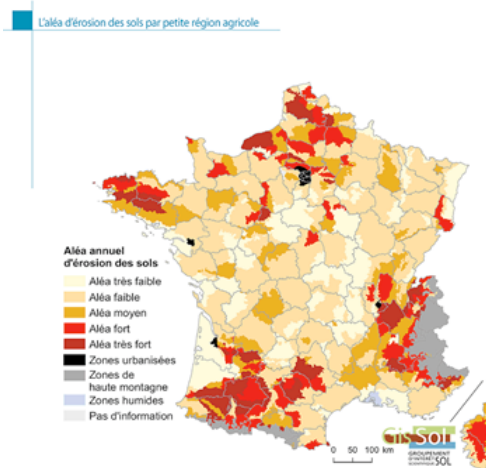 L'aléa d'érosion des sols par petite région agricole
Aléa annuel
d'érosion des sols
Aléa très faible
Aléa faible
Aléa moyen
Aléa fort
Aléa très fort
Zones urbanisées
Zones de
haute montagne
Zones humides
Pas d'information
0 50 100 km
GisSol
GROUPEMENT
D'INTÉRÊT
SCIENTIFIQUE SOL